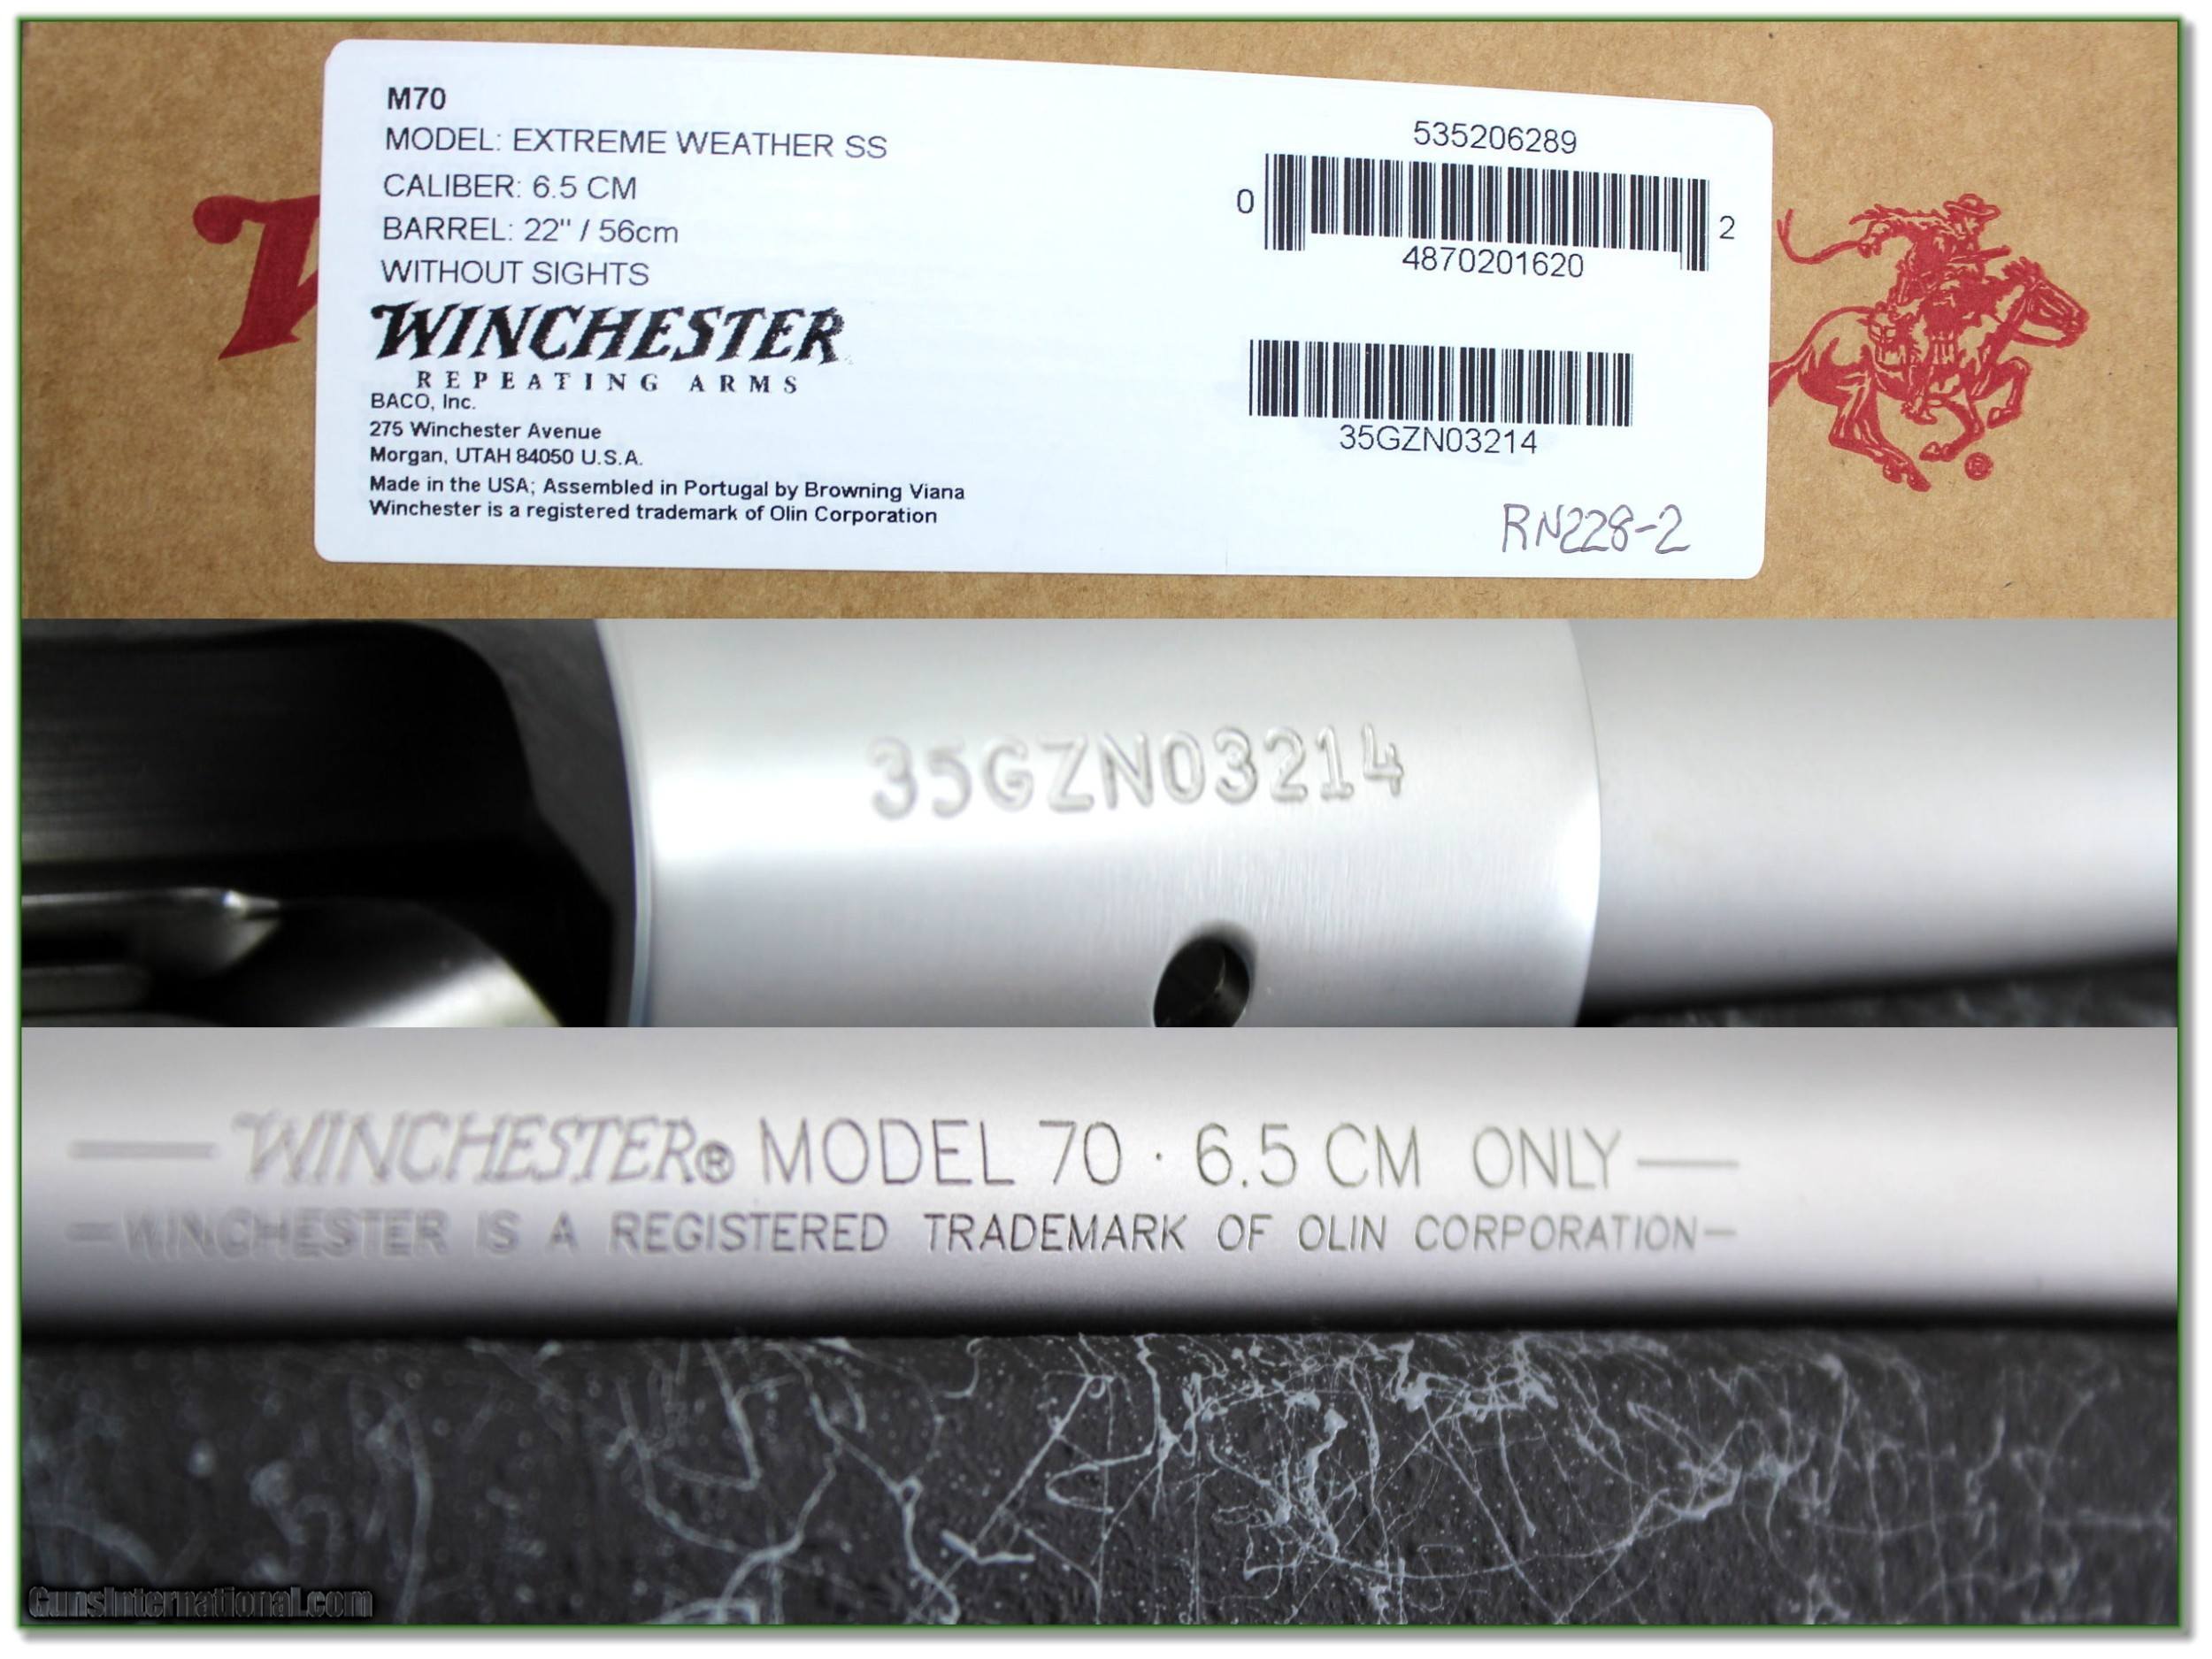 M70
MODEL: EXTREME WEATHER SS
CALIBER: 6.5 CM
BARREL: 22" / 56cm
WITHOUT SIGHTS
WINCHESTER
REPEATING ARMS
BACO, Inc.
275 Winchester Avenue
Morgan, UTAH 84050 U.S.A.
Made in the USA; Assembled in Portugal by Browning Viana
Winchester is a registered trademark of Olin Corporation
535206289
0 2
4870201620
35GZN03214
RN228-2
W
®
35GZN03214
WINCHESTER® MODEL 70 · 6.5 CM ONLY
WINCHESTER IS A REGISTERED TRADEMARK OF OLIN CORPORATION
GunsInternational.com